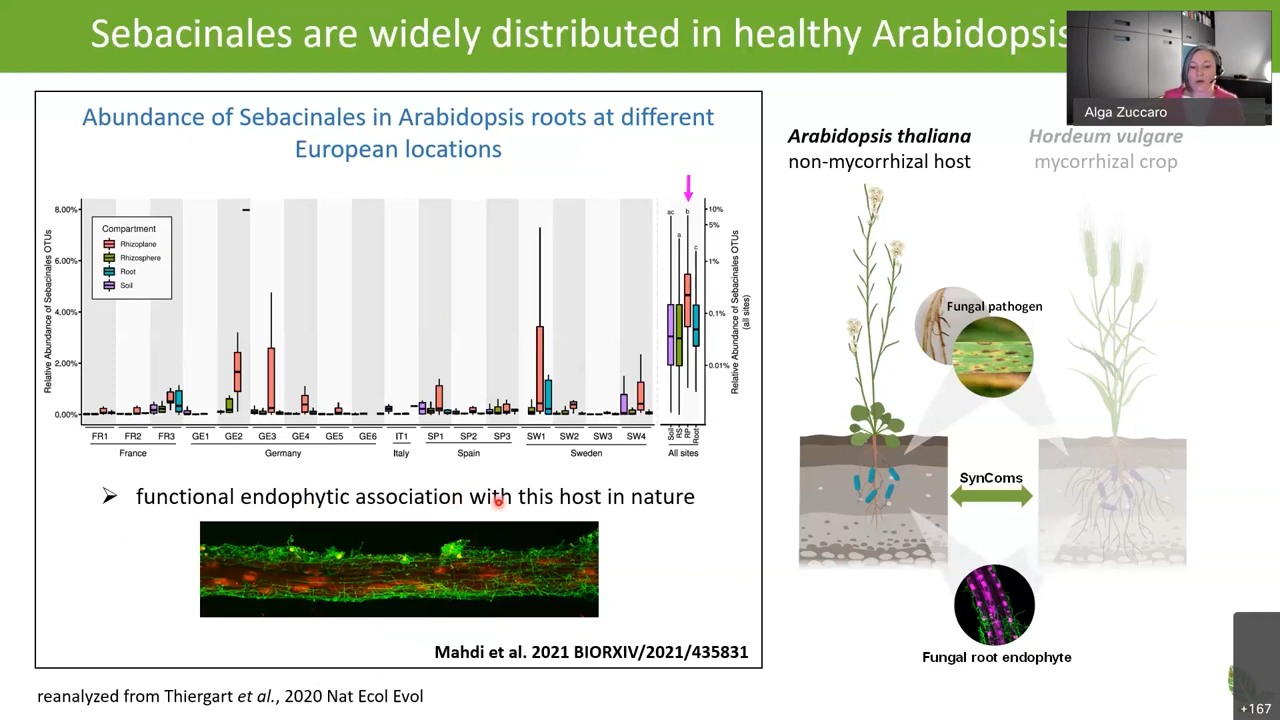 Sebacinales are widely distributed in healthy Arabidopsis
Alga Zuccaro
Abundance of Sebacinales in Arabidopsis roots at different
European locations
Relative Abundance of Sebacinales OTUs
8.00%
6.00%
4.00%
2.00%
0.00%
Compartment
Rhizoplane
Rhizosphere
Root
Soil
ac
a
b
c
10%
5%
1%
0.1%
0.01%
Relative Abundance of Sebacinales OTUs
(all sites)
FR1 FR2 FR3 GE1 GE2 GE3 GE4 GE5 GE6 IT1 SP1 SP2 SP3 SW1 SW2 SW3 SW4
Soil RS RP Root
France Germany Italy Spain Sweden All sites
➢ functional endophytic association with this host in nature
Mahdi et al. 2021 BIORXIV/2021/435831
reanalyzed from Thiergart et al., 2020 Nat Ecol Evol
Arabidopsis thaliana
non-mycorrhizal host
Hordeum vulgare
mycorrhizal crop
Fungal pathogen
SynComs
Fungal root endophyte
+167